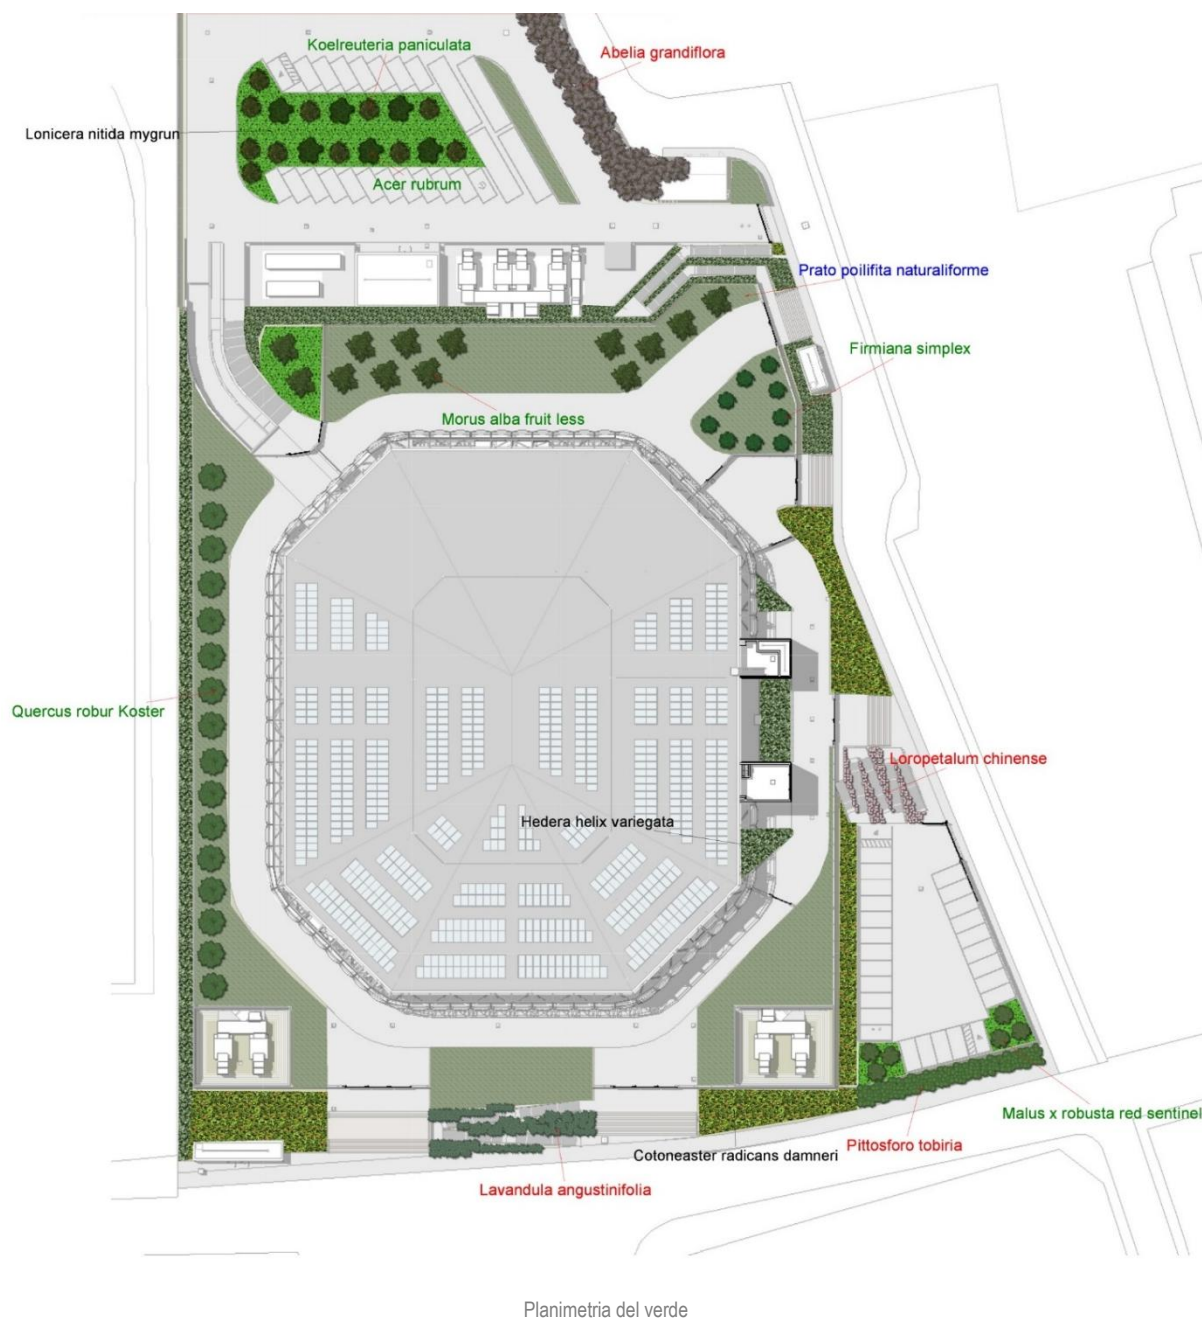 Koelreuteria paniculata
Abelia grandiflora
Lonicera nitida mygrun
Acer rubrum
Prato poilifita naturaliforme
Firmiana simplex
Morus alba fruit less
Quercus robur Koster
Loropetalum chinense
Hedera helix variegata
Malus x robusta red sentinel
Pittosforo tobiria
Cotoneaster radicans damneri
Lavandula angustinifolia
Planimetria del verde